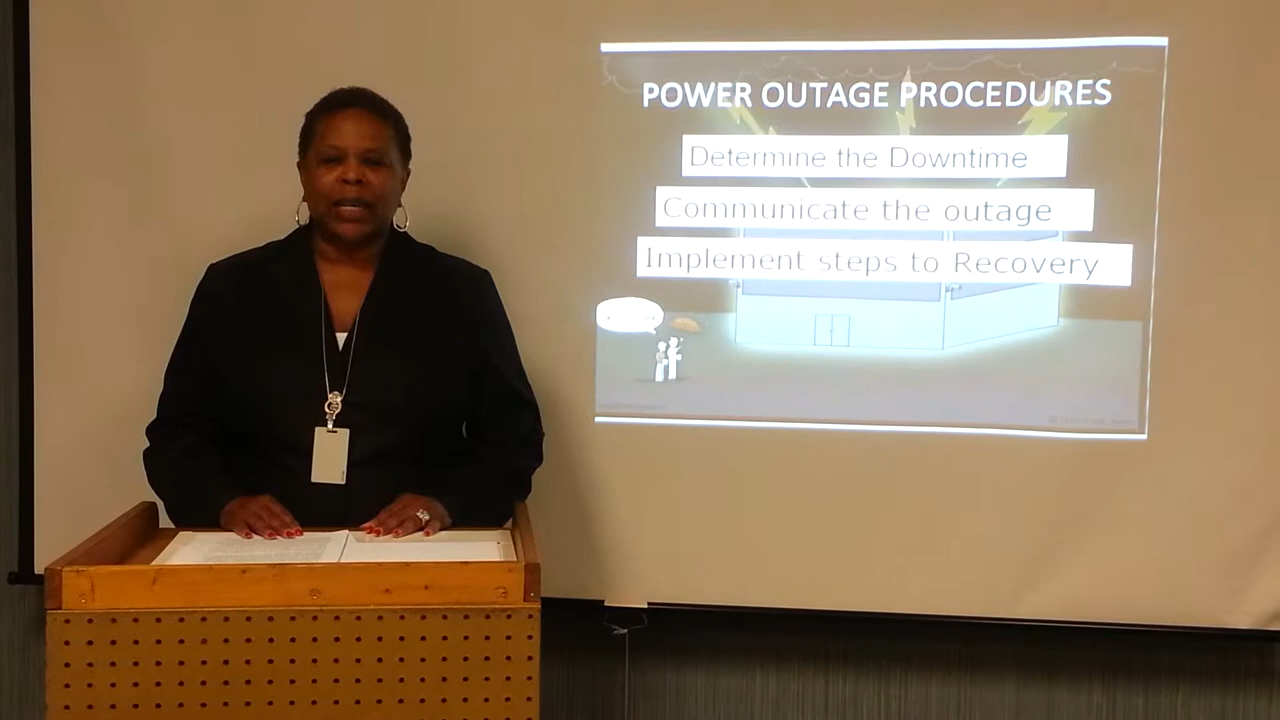 POWER OUTAGE PROCEDURES
Determine the Downtime
Communicate the outage
Implement steps to Recovery